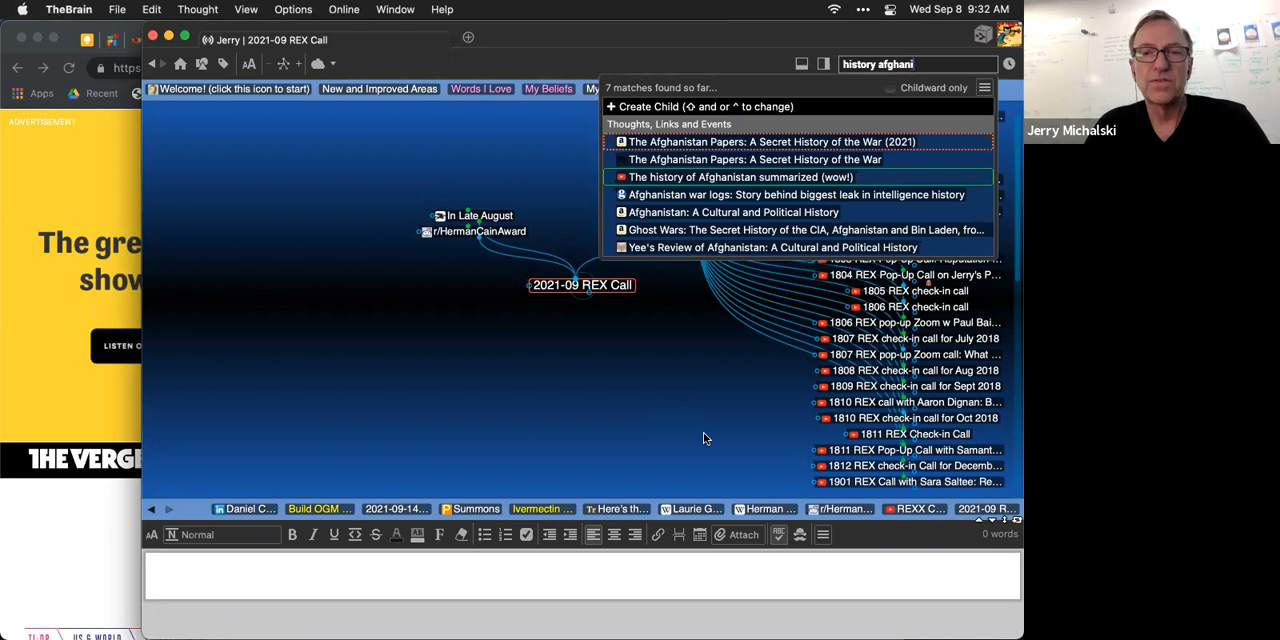 TheBrain File Edit Thought View Options Online Window Help Wed Sep 8 9:32 AM
Jerry | 2021-09 REX Call
https
Apps Recent
history afghani
Welcome! (click this icon to start) New and Improved Areas Words I Love My Beliefs My
7 matches found so far... Childward only
Create Child (⇧ and or ^ to change)
Thoughts, Links and Events
The Afghanistan Papers: A Secret History of the War (2021)
The Afghanistan Papers: A Secret History of the War
The history of Afghanistan summarized (wow!)
Afghanistan war logs: Story behind biggest leak in intelligence history
Afghanistan: A Cultural and Political History
Ghost Wars: The Secret History of the CIA, Afghanistan and Bin Laden, fro...
Yee's Review of Afghanistan: A Cultural and Political History
Jerry Michalski
ADVERTISEMENT
The gre
show
LISTEN O
THE VERGE
TL;DR US & WORLD
In Late August
r/HermanCainAward
2021-09 REX Call
1804 Pop-Up Call on Jerry's P...
1805 REX check-in call
1806 REX check-in call
1806 REX pop-up Zoom w Paul Bai...
1807 REX check-in call for July 2018
1807 REX pop-up Zoom call: What ...
1808 REX check-in call for Aug 2018
1809 REX check-in call for Sept 2018
1810 REX call with Aaron Dignan: B...
1810 REX check-in call for Oct 2018
1811 REX Check-in Call
1811 REX Pop-Up Call with Samant...
1812 REX check-in Call for Decemb...
1901 REX Call with Sara Saltee: Re...
Daniel C... Build OGM ... 2021-09-14... Summons Ivermectin ... Here's th... Laurie G... Herman ... r/Herman... REXX C... 2021-09 R...
Normal B I U Attach 0 words